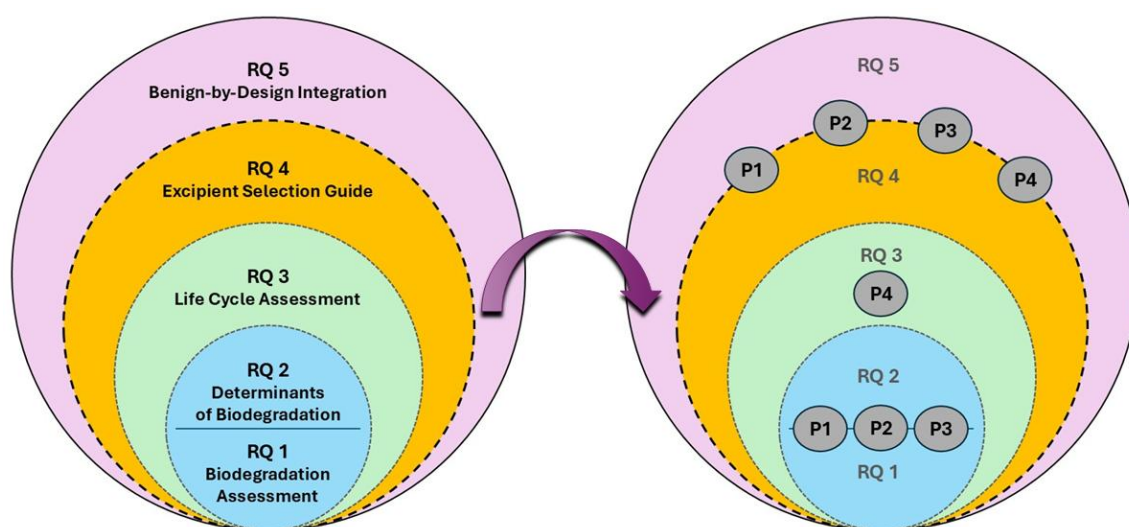 RQ 5
Benign-by-Design Integration
RQ 4
Excipient Selection Guide
RQ 3
Life Cycle Assessment
RQ 2
Determinants
of Biodegradation
RQ 1
Biodegradation
Assessment
RQ 5
P2
P3
P1
P4
RQ 4
RQ 3
P4
RQ 2
P1 P2 P3
RQ 1